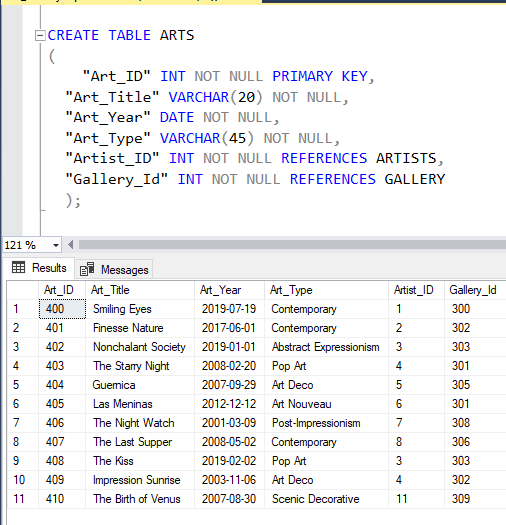 CREATE TABLE ARTS
(
"Art_ID" INT NOT NULL PRIMARY KEY,
"Art_Title" VARCHAR(20) NOT NULL,
"Art_Year" DATE NOT NULL,
"Art_Type" VARCHAR(45) NOT NULL,
"Artist_ID" INT NOT NULL REFERENCES ARTISTS,
"Gallery_Id" INT NOT NULL REFERENCES GALLERY
);
121 %
Results Messages
Art_ID Art_Title Art_Year Art_Type Artist_ID Gallery_Id
1 400 Smiling Eyes 2019-07-19 Contemporary 1 300
2 401 Finesse Nature 2017-06-01 Contemporary 2 302
3 402 Nonchalant Society 2019-01-01 Abstract Expressionism 3 303
4 403 The Starry Night 2008-02-20 Pop Art 4 301
5 404 Guernica 2007-09-29 Art Deco 5 305
6 405 Las Meninas 2012-12-12 Art Nouveau 6 301
7 406 The Night Watch 2001-03-09 Post-Impressionism 7 308
8 407 The Last Supper 2008-05-02 Contemporary 8 306
9 408 The Kiss 2019-02-02 Pop Art 3 303
10 409 Impression Sunrise 2003-11-06 Art Deco 4 302
11 410 The Birth of Venus 2007-08-30 Scenic Decorative 11 309